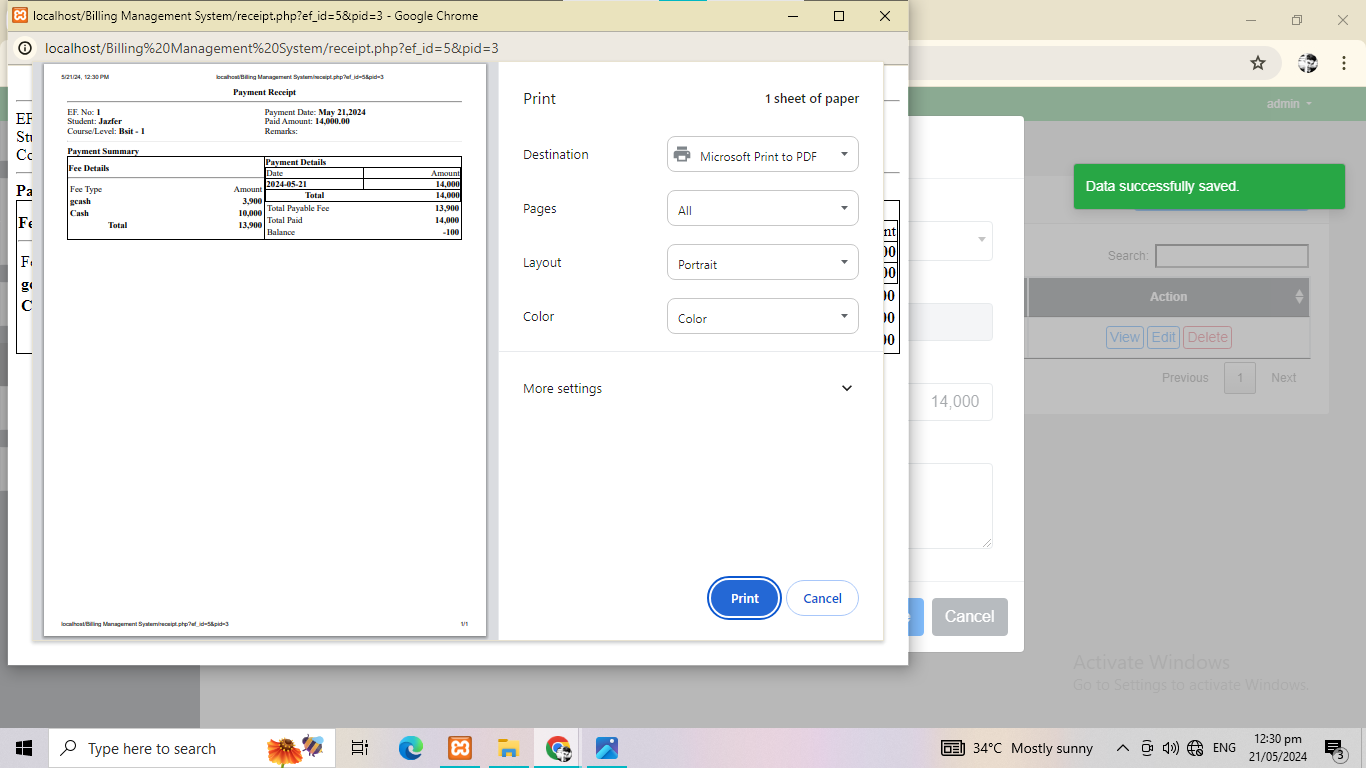 localhost/Billing Management System/receipt.php?ef_id=5&pid=3 - Google Chrome
localhost/Billing%20Management%20System/receipt.php?ef_id=5&pid=3
5/21/24, 12:30 PM localhost/Billing Management System/receipt.php?ef_id=5&pid=3
Payment Receipt
EF. No: 1 Payment Date: May 21,2024
Student: Jazfer Paid Amount: 14,000.00
Course/Level: Bsit - 1 Remarks:
Payment Summary
Fee Details
Fee Type Amount
gcash 3,900
Cash 10,000
Total 13,900
Payment Details
Date Amount
2024-05-21 14,000
Total 14,000
Total Payable Fee 13,900
Total Paid 14,000
Balance -100
localhost/Billing Management System/receipt.php?ef_id=5&pid=3 1/1
Print 1 sheet of paper
Destination Microsoft Print to PDF
Pages All
Layout Portrait
Color Color
More settings
Print Cancel
admin
Data successfully saved.
Search:
Action
View Edit Delete
Previous 1 Next
14,000
Cancel
Activate Windows
Go to Settings to activate Windows.
Type here to search
34°C Mostly sunny
ENG
12:30 pm
21/05/2024
3